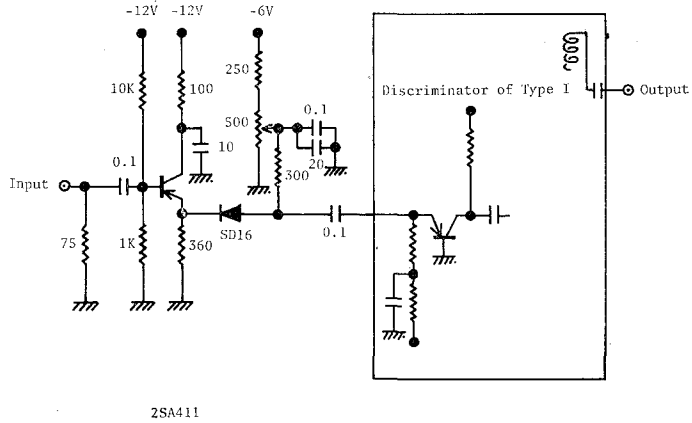 -12V -12V -6V
250
10K 100
Discriminator of Type I
Output
0.1
500
10
20
0.1
300
Input
75
1K
360
SD16
0.1
2SA411